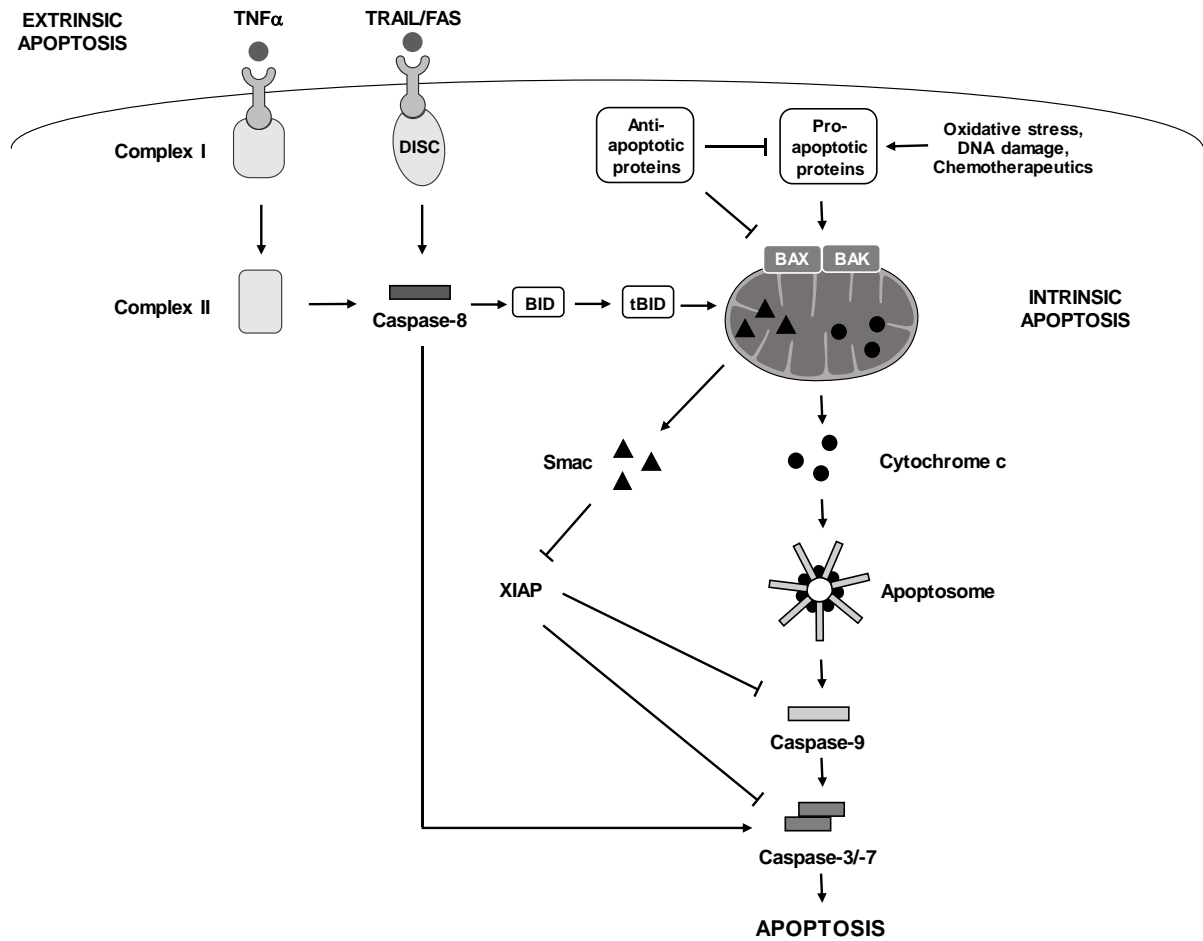 EXTRINSIC
APOPTOSIS
TNFα
TRAIL/FAS
Complex I
DISC
Anti-
apoptotic
proteins
Pro-
apoptotic
proteins
Oxidative stress,
DNA damage,
Chemotherapeutics
BAX
BAK
Complex II
Caspase-8
BID
tBID
INTRINSIC
APOPTOSIS
Smac
Cytochrome c
XIAP
Apoptosome
Caspase-9
Caspase-3/-7
APOPTOSIS